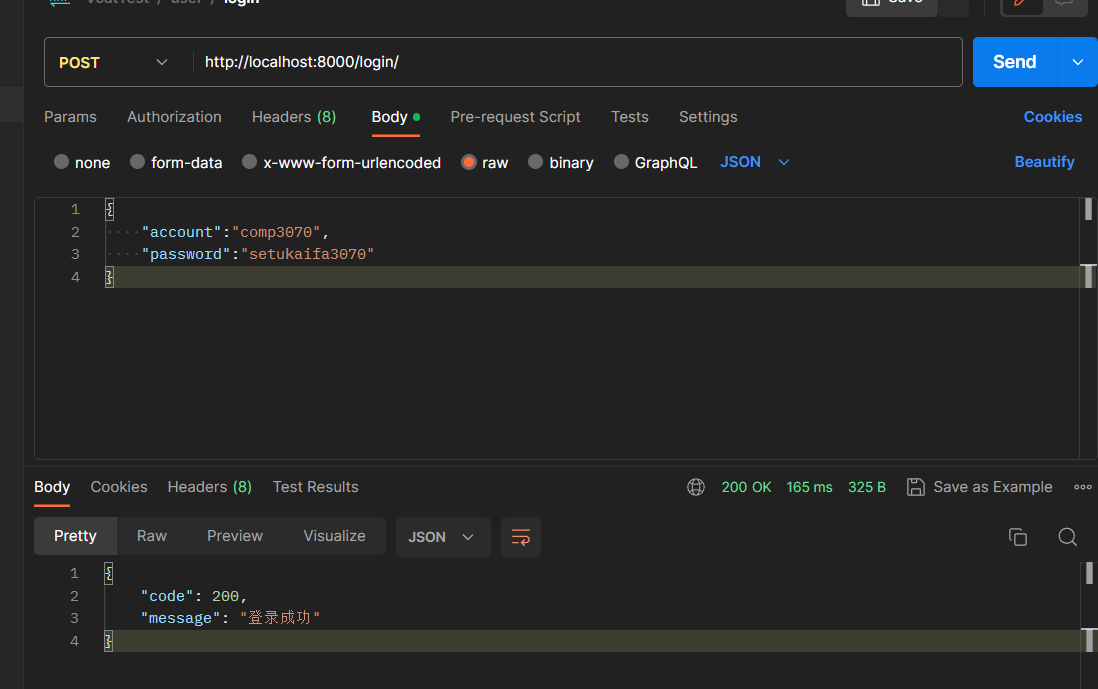 VcatTest / user / login
Save
POST
http://localhost:8000/login/
Send
Params Authorization Headers (8) Body Pre-request Script Tests Settings Cookies
none form-data x-www-form-urlencoded raw binary GraphQL JSON Beautify
1 {
2 "account":"comp3070",
3 "password":"setukaifa3070"
4 }
Body Cookies Headers (8) Test Results 200 OK 165 ms 325 B Save as Example
Pretty Raw Preview Visualize JSON
1 {
2 "code": 200,
3 "message": "登录成功"
4 }